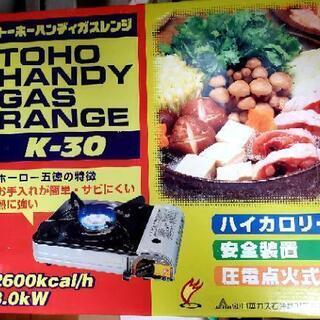 トーホーハンディガスレンジ
TOHO
HANDY
GAS
RANGE
K-30
ホーロー五徳の特徴
お手入れが簡単・サビにくい
熱に強い
2600kcal/h
3.0kW
ハイカロリー
安全装置
圧電点火式